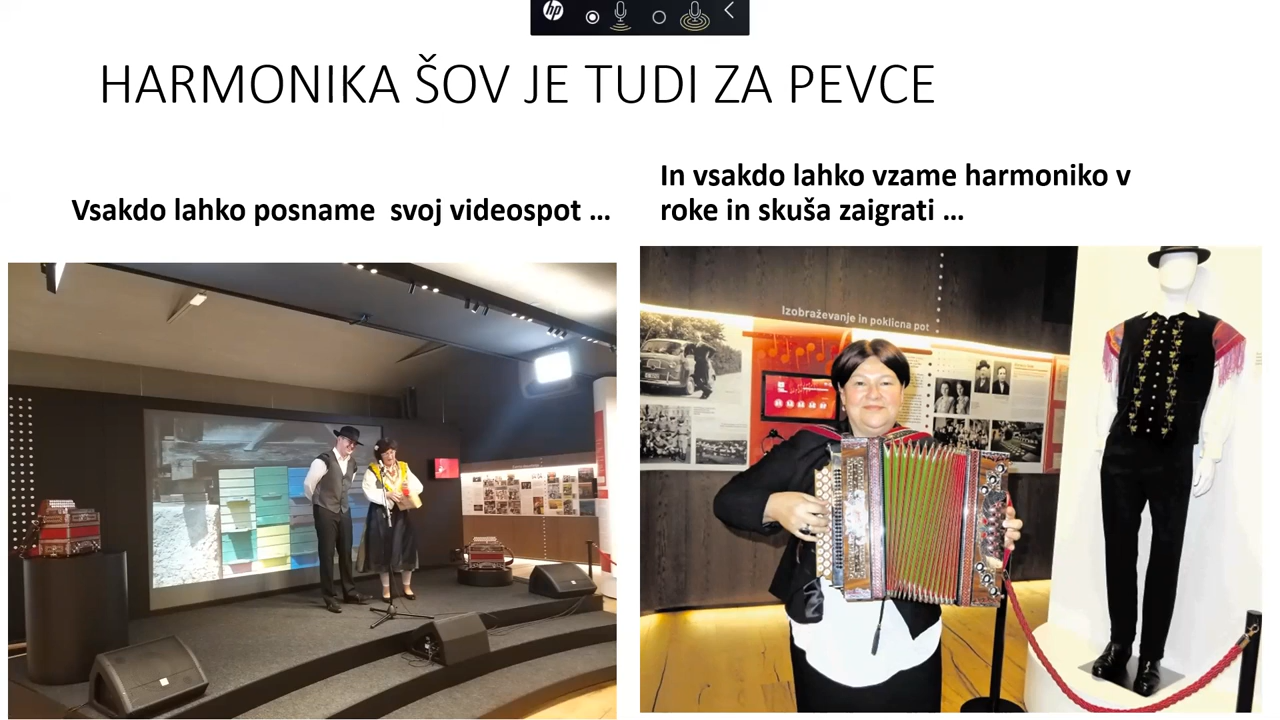 hp
HARMONIKA ŠOV JE TUDI ZA PEVCE
Vsakdo lahko posname svoj videospot ...
In vsakdo lahko vzame harmoniko v
roke in skuša zaigrati ...
Izobraževanje in poklicna pot